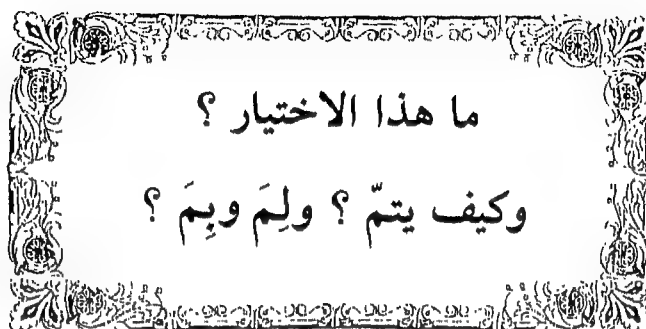 ما هذا الاختيار ؟
وكيف يتمّ ؟ ولِمَ وبِمَ ؟